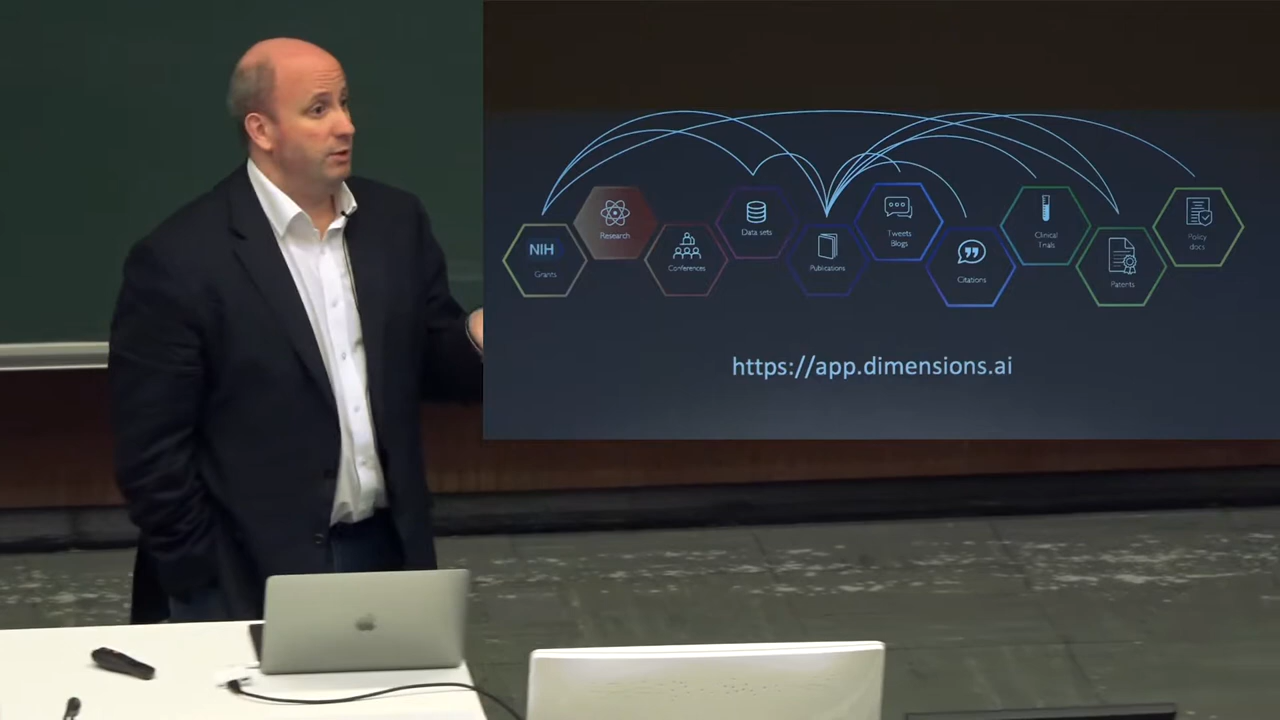 NIH
Grants
Research
Conferences
Data sets
Publications
Tweets
Blogs
Citations
Clinical
Trials
Patents
Policy
docs
https://app.dimensions.ai